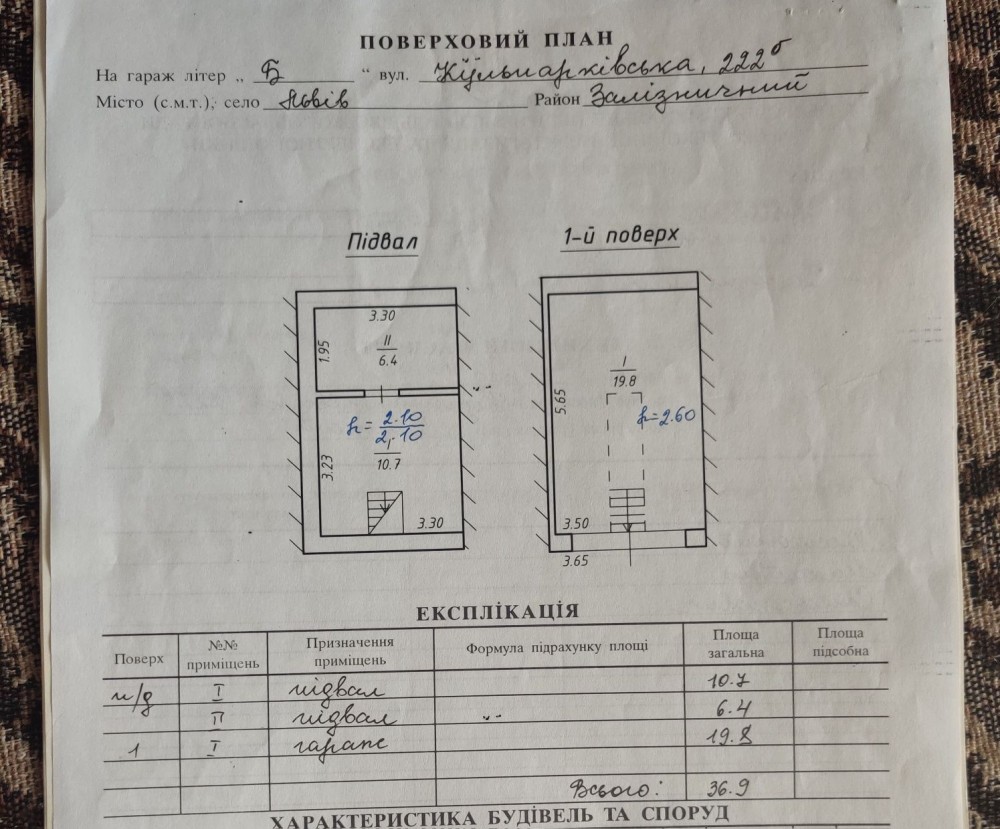 ПОВЕРХОВИЙ ПЛАН
На гараж літер „ Б “ вул. Кульпарківська, 222б
Місто (с.м.т.), село Львів Район Залізничний
Підвал 1-й поверх
3.30
1.95
II
6.4
h= 2.10
2.10
I
10.7
3.23
3.30
I
19.8
5.65
h=2.60
3.50
3.65
ЕКСПЛІКАЦІЯ
Поверх №№ приміщень Призначення приміщень Формула підрахунку площі Площа загальна Площа підсобна
п/д I підвал 10.7
II підвал 6.4
1 I гараж 19.8
Всього: 36.9
ХАРАКТЕРИСТИКА БУДІВЕЛЬ ТА СПОРУД